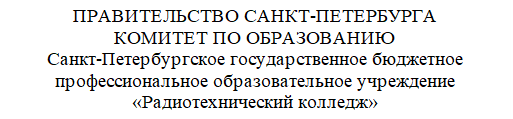 ПРАВИТЕЛЬСТВО САНКТ-ПЕТЕРБУРГА
КОМИТЕТ ПО ОБРАЗОВАНИЮ
Санкт-Петербургское государственное бюджетное
профессиональное образовательное учреждение
«Радиотехнический колледж»